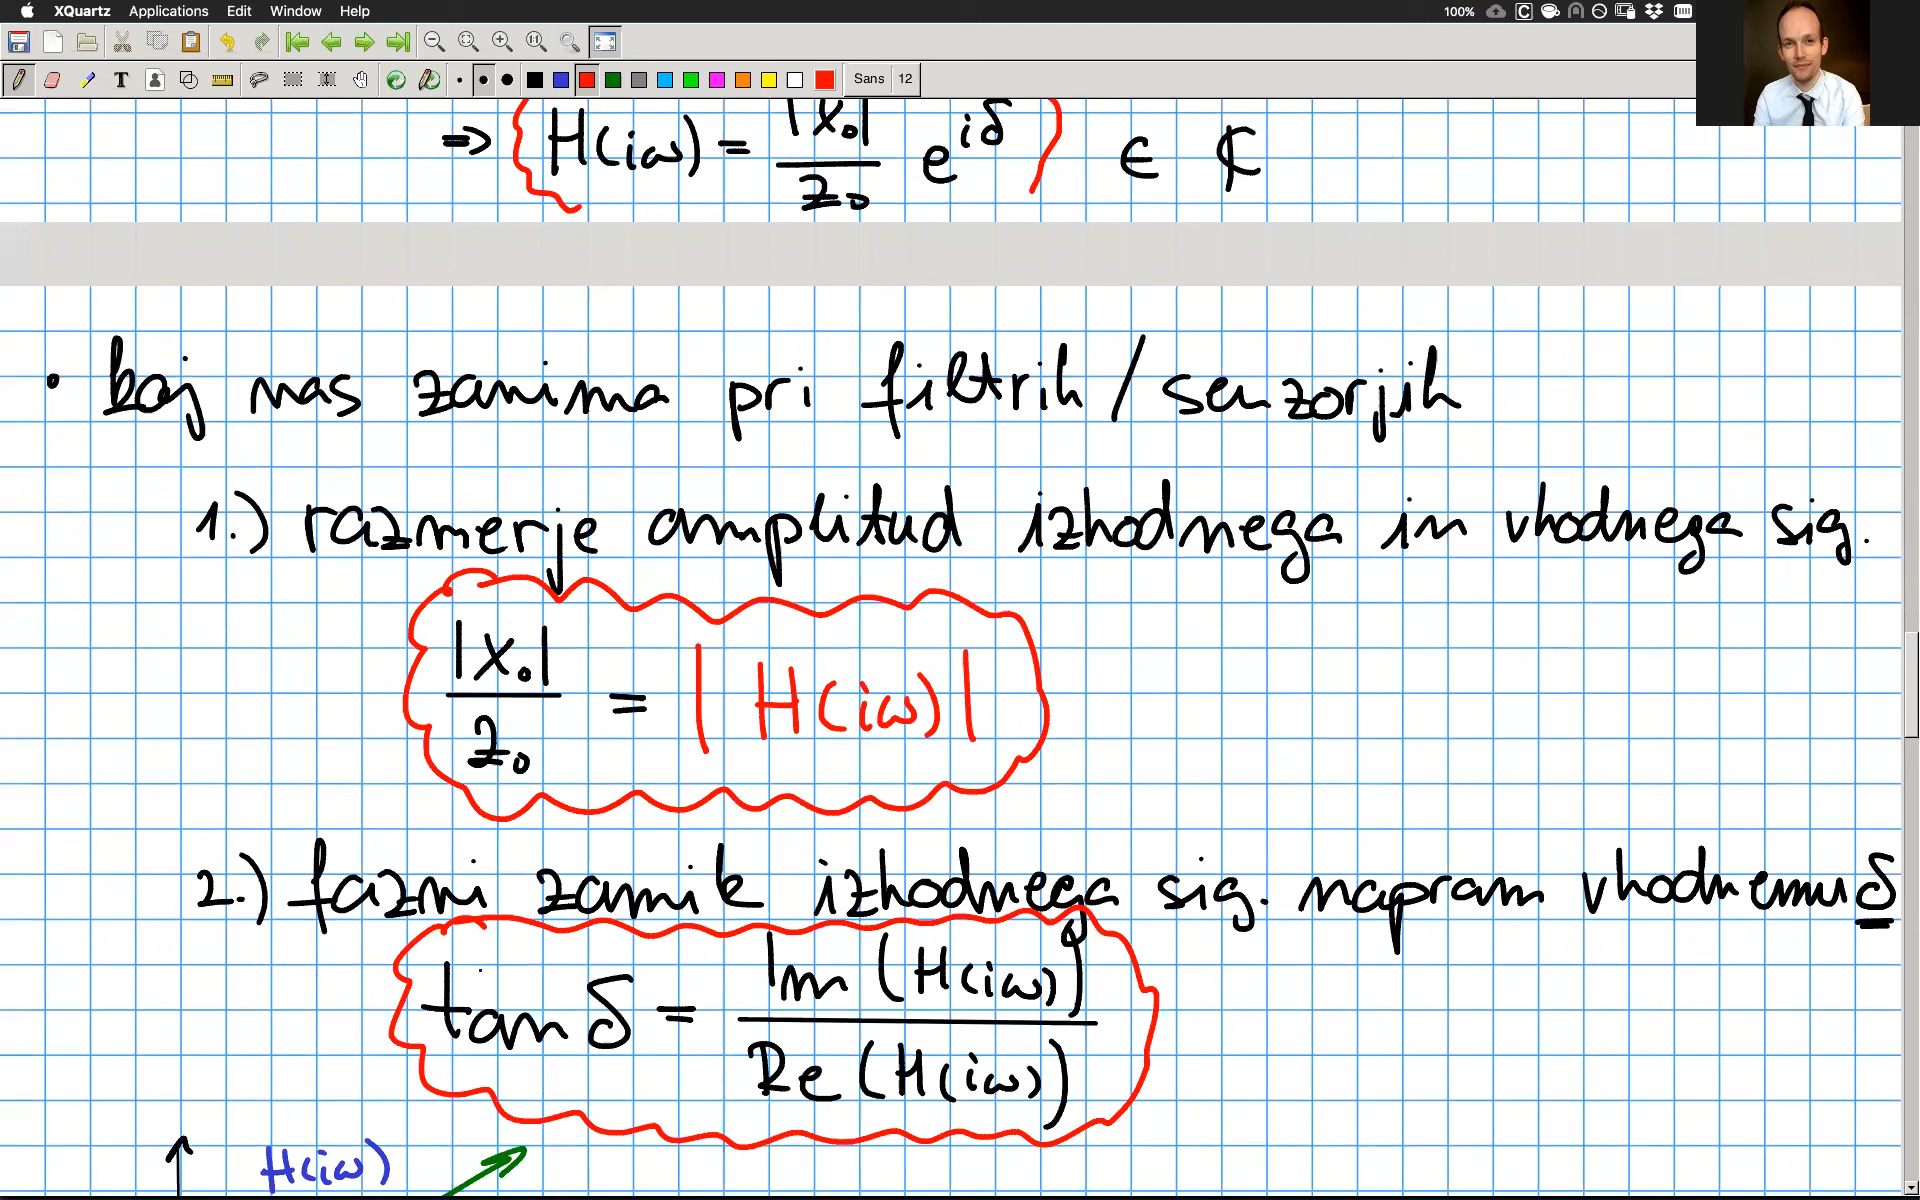 XQuartz Applications Edit Window Help 100%
Sans 12
=> H(iω) = |x₀| / z₀ e^{iδ} ∈ ℂ
• kaj nas zanima pri filtrih / senzorjih
1.) razmerje amplitud izhodnega in vhodnega sig.
|x₀| / z₀ = | H(iω) |
2.) fazni zamik izhodnega sig. napram vhodnemu δ
tan δ = Im (H(iω)) / Re (H(iω))
H(iω)